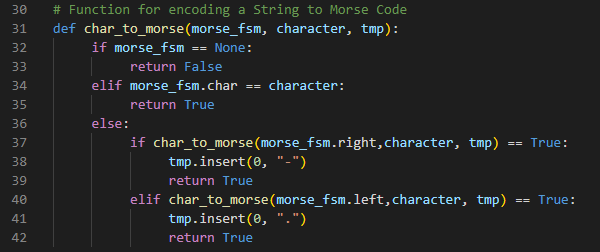 30 # Function for encoding a String to Morse Code
31 def char_to_morse(morse_fsm, character, tmp):
32     if morse_fsm == None:
33         return False
34     elif morse_fsm.char == character:
35         return True
36     else:
37         if char_to_morse(morse_fsm.right,character, tmp) == True:
38             tmp.insert(0, "-")
39             return True
40         elif char_to_morse(morse_fsm.left,character, tmp) == True:
41             tmp.insert(0, ".")
42             return True